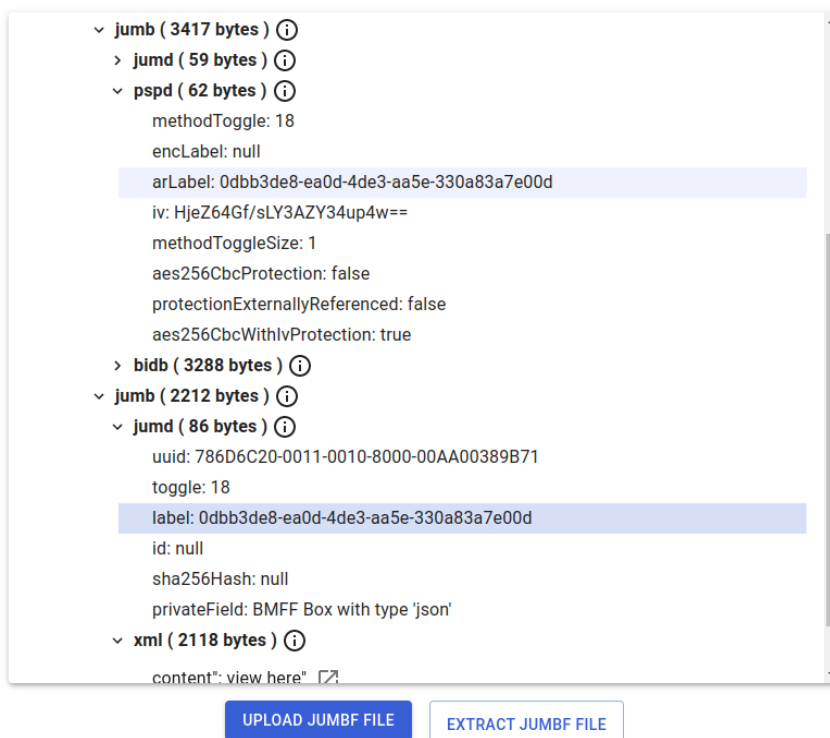 jumb ( 3417 bytes )
jumd ( 59 bytes )
pspd ( 62 bytes )
methodToggle: 18
encLabel: null
arLabel: 0dbb3de8-ea0d-4de3-aa5e-330a83a7e00d
iv: HjeZ64Gf/sLY3AZY34up4w==
methodToggleSize: 1
aes256CbcProtection: false
protectionExternallyReferenced: false
aes256CbcWithIvProtection: true
bidb ( 3288 bytes )
jumb ( 2212 bytes )
jumd ( 86 bytes )
uuid: 786D6C20-0011-0010-8000-00AA00389B71
toggle: 18
label: 0dbb3de8-ea0d-4de3-aa5e-330a83a7e00d
id: null
sha256Hash: null
privateField: BMFF Box with type 'json'
xml ( 2118 bytes )
content": view here"
UPLOAD JUMBF FILE
EXTRACT JUMBF FILE